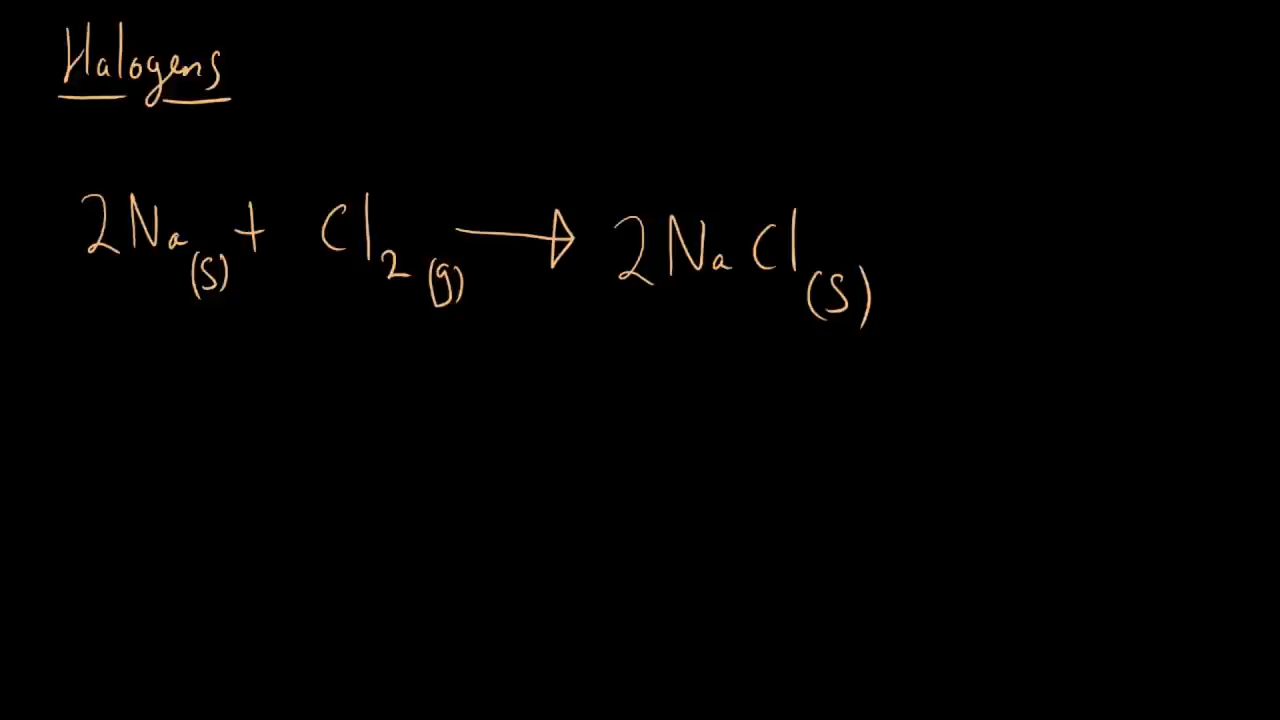 Halogens
2Na(s) + Cl2(g) → 2NaCl(s)